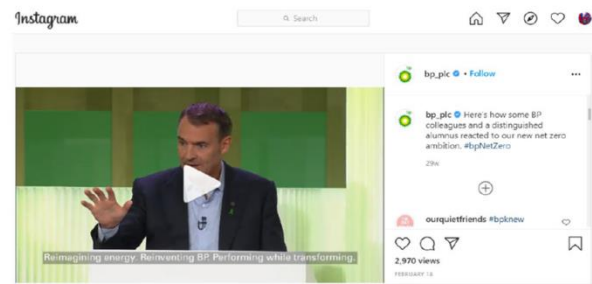 Instagram
Search
bp_plc • Follow
bp_plc Here's how some BP
colleagues and a distinguished
alumnus reacted to our new net zero
ambition. #bpNetZero
29w
ourquietfriends #bpknew
Reimagining energy. Reinventing BP. Performing while transforming.
2,970 views
FEBRUARY 18